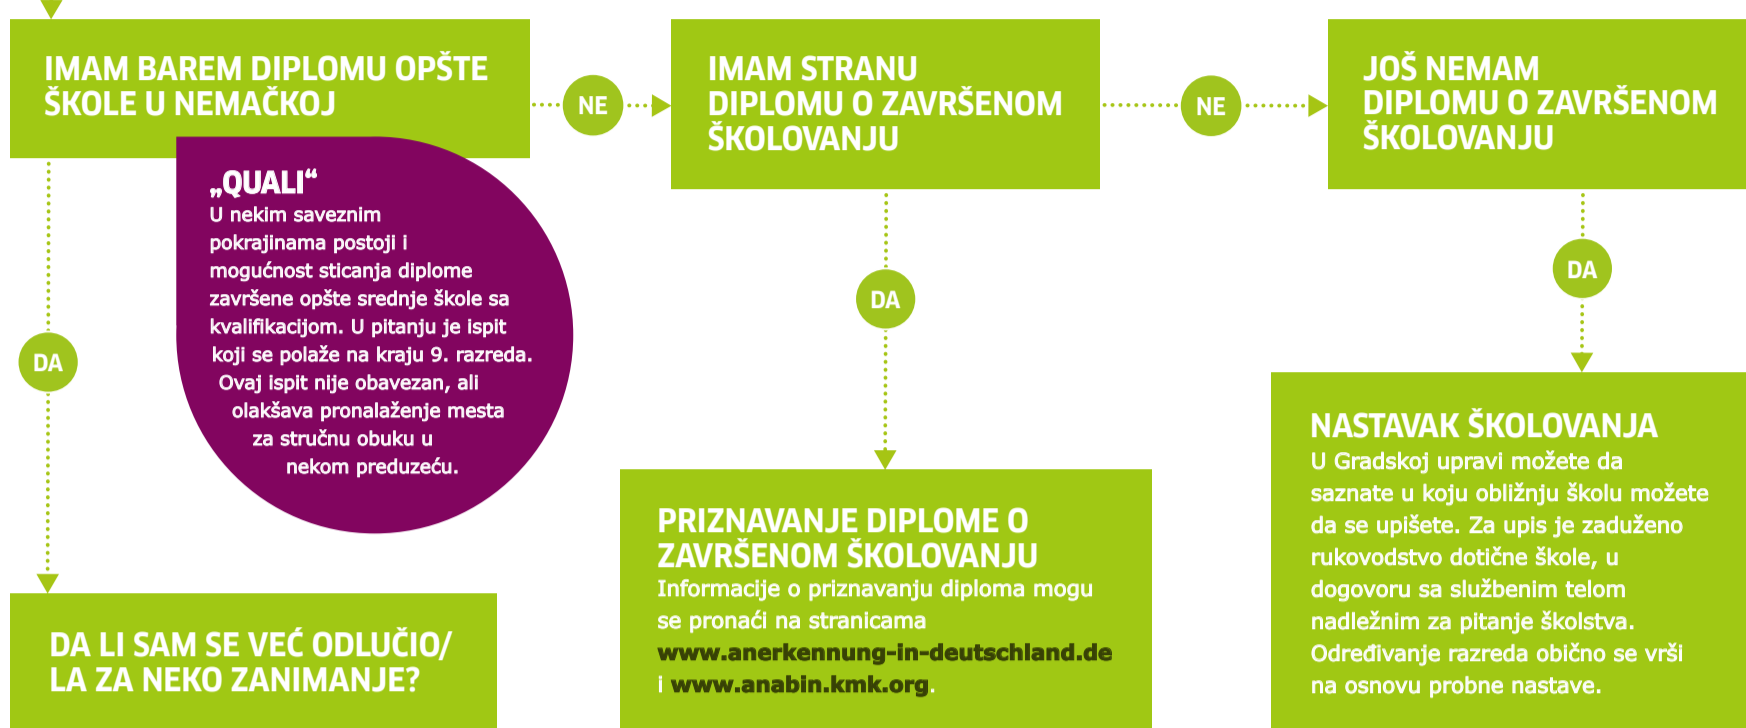 IMAM BAREM DIPLOMU OPŠTE
ŠKOLE U NEMAČKOJ
NE
IMAM STRANU
DIPLOMU O ZAVRŠENOM
ŠKOLOVANJU
NE
JOŠ NEMAM
DIPLOMU O ZAVRŠENOM
ŠKOLOVANJU
„QUALI“
U nekim saveznim
pokrajinama postoji i
mogućnost sticanja diplome
završene opšte srednje škole sa
kvalifikacijom. U pitanju je ispit
koji se polaže na kraju 9. razreda.
Ovaj ispit nije obavezan, ali
olakšava pronalaženje mesta
za stručnu obuku u
nekom preduzeću.
DA
DA
DA
DA LI SAM SE VEĆ ODLUČIO/
LA ZA NEKO ZANIMANJE?
PRIZNAVANJE DIPLOME O
ZAVRŠENOM ŠKOLOVANJU
Informacije o priznavanju diploma mogu
se pronaći na stranicama
www.anerkennung-in-deutschland.de
i www.anabin.kmk.org.
NASTAVAK ŠKOLOVANJA
U Gradskoj upravi možete da
saznate u koju obližnju školu možete
da se upišete. Za upis je zaduženo
rukovodstvo dotične škole, u
dogovoru sa službenim telom
nadležnim za pitanje školstva.
Određivanje razreda obično se vrši
na osnovu probne nastave.